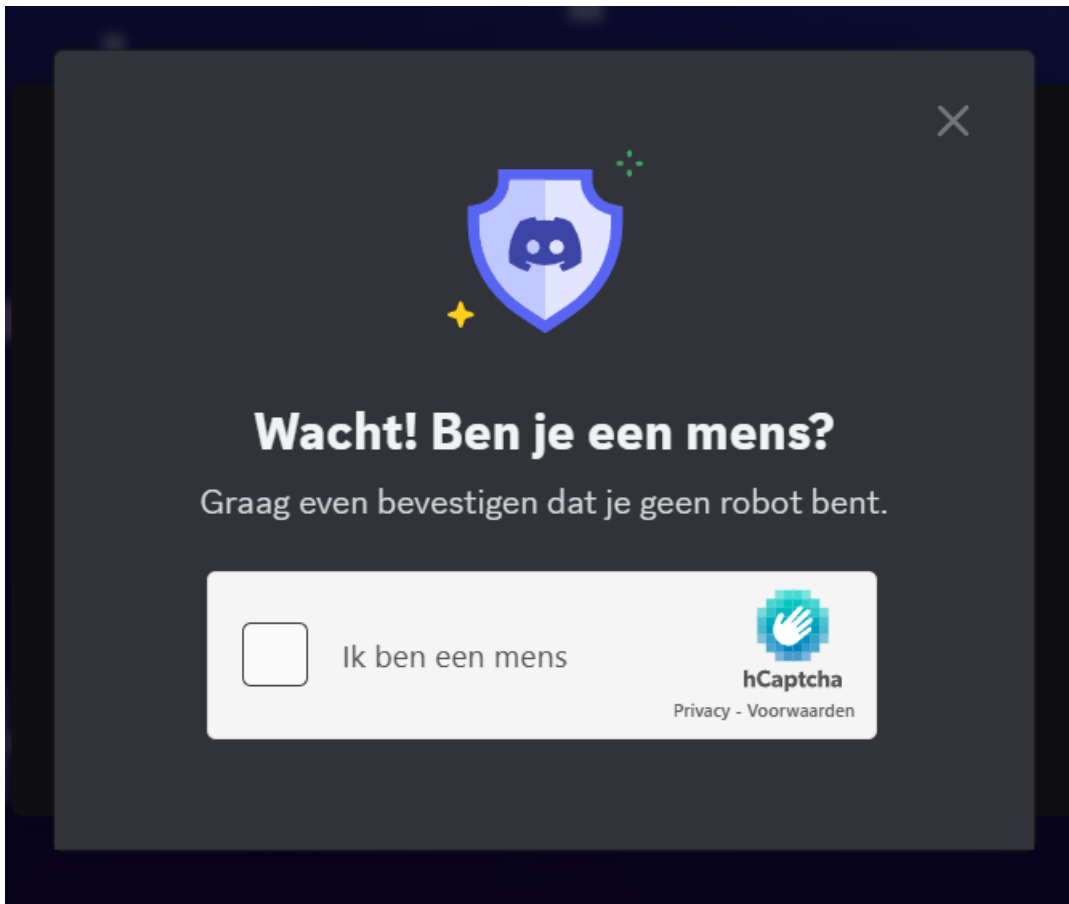 Wacht! Ben je een mens?
Graag even bevestigen dat je geen robot bent.
Ik ben een mens
hCaptcha
Privacy - Voorwaarden